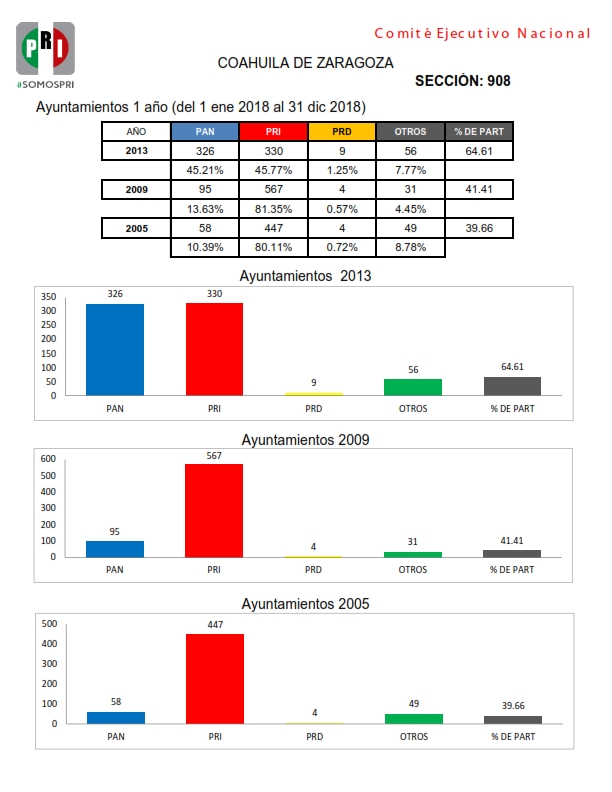 Comité Ejecutivo Nacional
PRI
#SOMOSPRI
COAHUILA DE ZARAGOZA
SECCIÓN: 908
Ayuntamientos 1 año (del 1 ene 2018 al 31 dic 2018)
AÑO PAN PRI PRD OTROS % DE PART
2013 326 330 9 56 64.61
45.21% 45.77% 1.25% 7.77%
2009 95 567 4 31 41.41
13.63% 81.35% 0.57% 4.45%
2005 58 447 4 49 39.66
10.39% 80.11% 0.72% 8.78%
Ayuntamientos 2013
350
300
250
200
150
100
50
0
326 330 9 56 64.61
PAN PRI PRD OTROS % DE PART
Ayuntamientos 2009
600
500
400
300
200
100
0
95 567 4 31 41.41
PAN PRI PRD OTROS % DE PART
Ayuntamientos 2005
500
400
300
200
100
0
58 447 4 49 39.66
PAN PRI PRD OTROS % DE PART